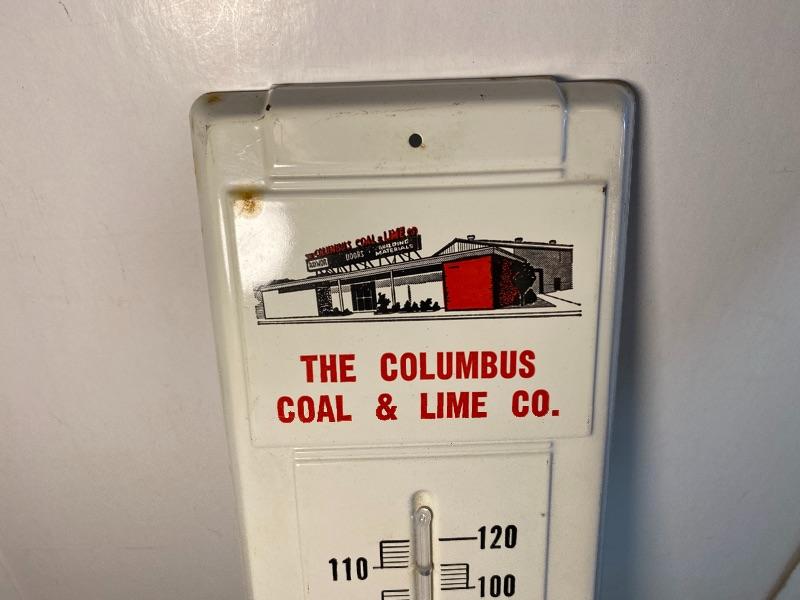 THE COLUMBUS COAL & LIME CO
DOORS BUILDING
MATERIALS
THE COLUMBUS
COAL & LIME CO.
120
110
100